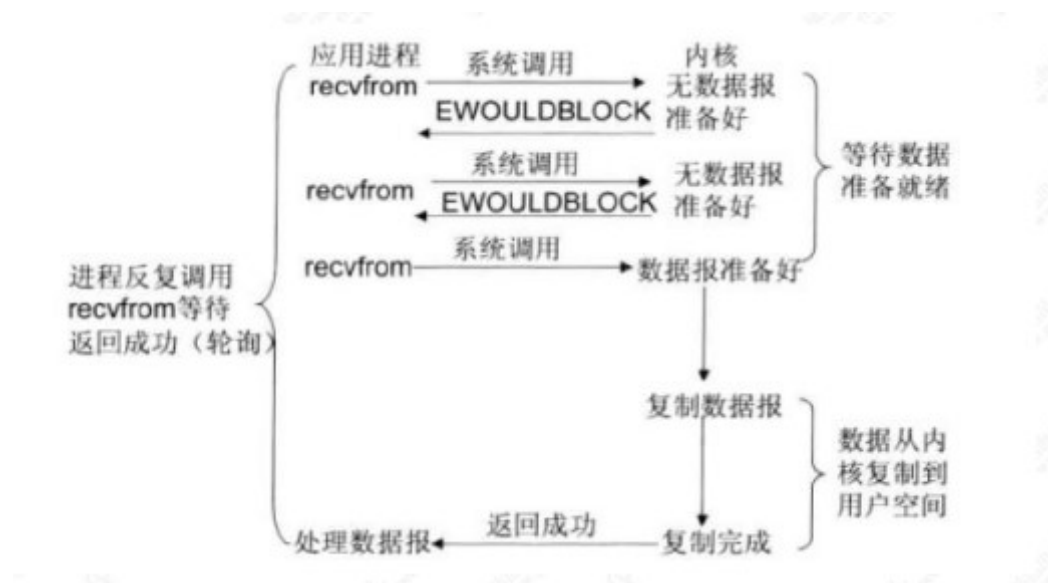 应用进程 系统调用 内核
recvfrom 无数据报
EWOULDBLOCK 准备好
系统调用 无数据报
recvfrom EWOULDBLOCK 准备好
等待数据
准备就绪
系统调用
recvfrom 数据报准备好
进程反复调用
recvfrom等待
返回成功（轮询）
复制数据报
数据从内
核复制到
用户空间
处理数据报 返回成功 复制完成